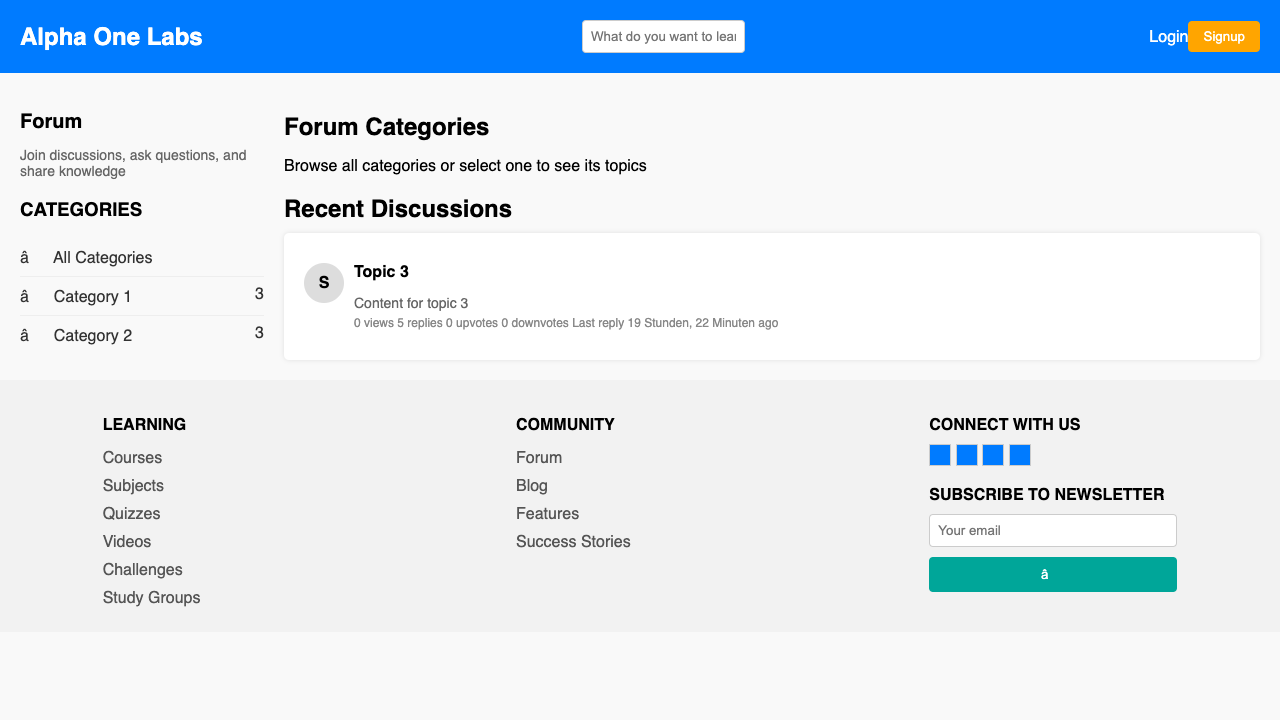 Alpha One Labs
What do you want to lear
Login
Signup
Forum
Join discussions, ask questions, and
share knowledge
CATEGORIES
â All Categories
â Category 1 3
â Category 2 3
Forum Categories
Browse all categories or select one to see its topics
Recent Discussions
S
Topic 3
Content for topic 3
0 views 5 replies 0 upvotes 0 downvotes Last reply 19 Stunden, 22 Minuten ago
LEARNING
Courses
Subjects
Quizzes
Videos
Challenges
Study Groups
COMMUNITY
Forum
Blog
Features
Success Stories
CONNECT WITH US
SUBSCRIBE TO NEWSLETTER
Your email
â